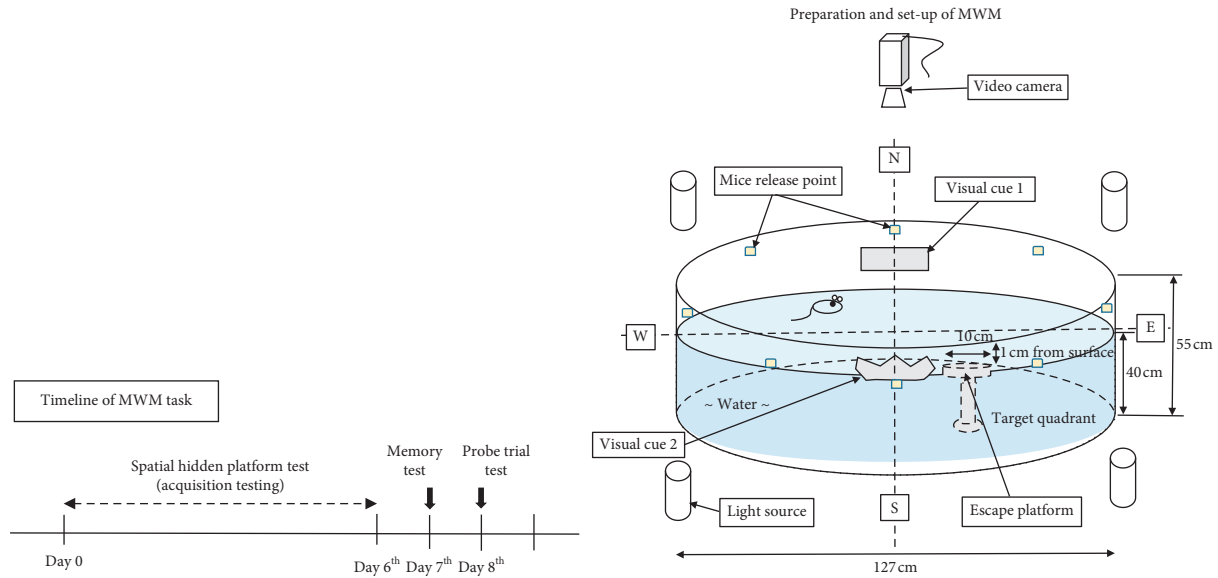 Timeline of MWM task
Spatial hidden platform test
(acquisition testing)
Memory
test
Probe trial
test
Day 0
Day 6th
Day 7th
Day 8th
Preparation and set-up of MWM
Video camera
N
Mice release point
Visual cue 1
W
E
10 cm
1 cm from surface
55 cm
40 cm
~ Water ~
Target quadrant
Visual cue 2
Light source
S
Escape platform
127 cm